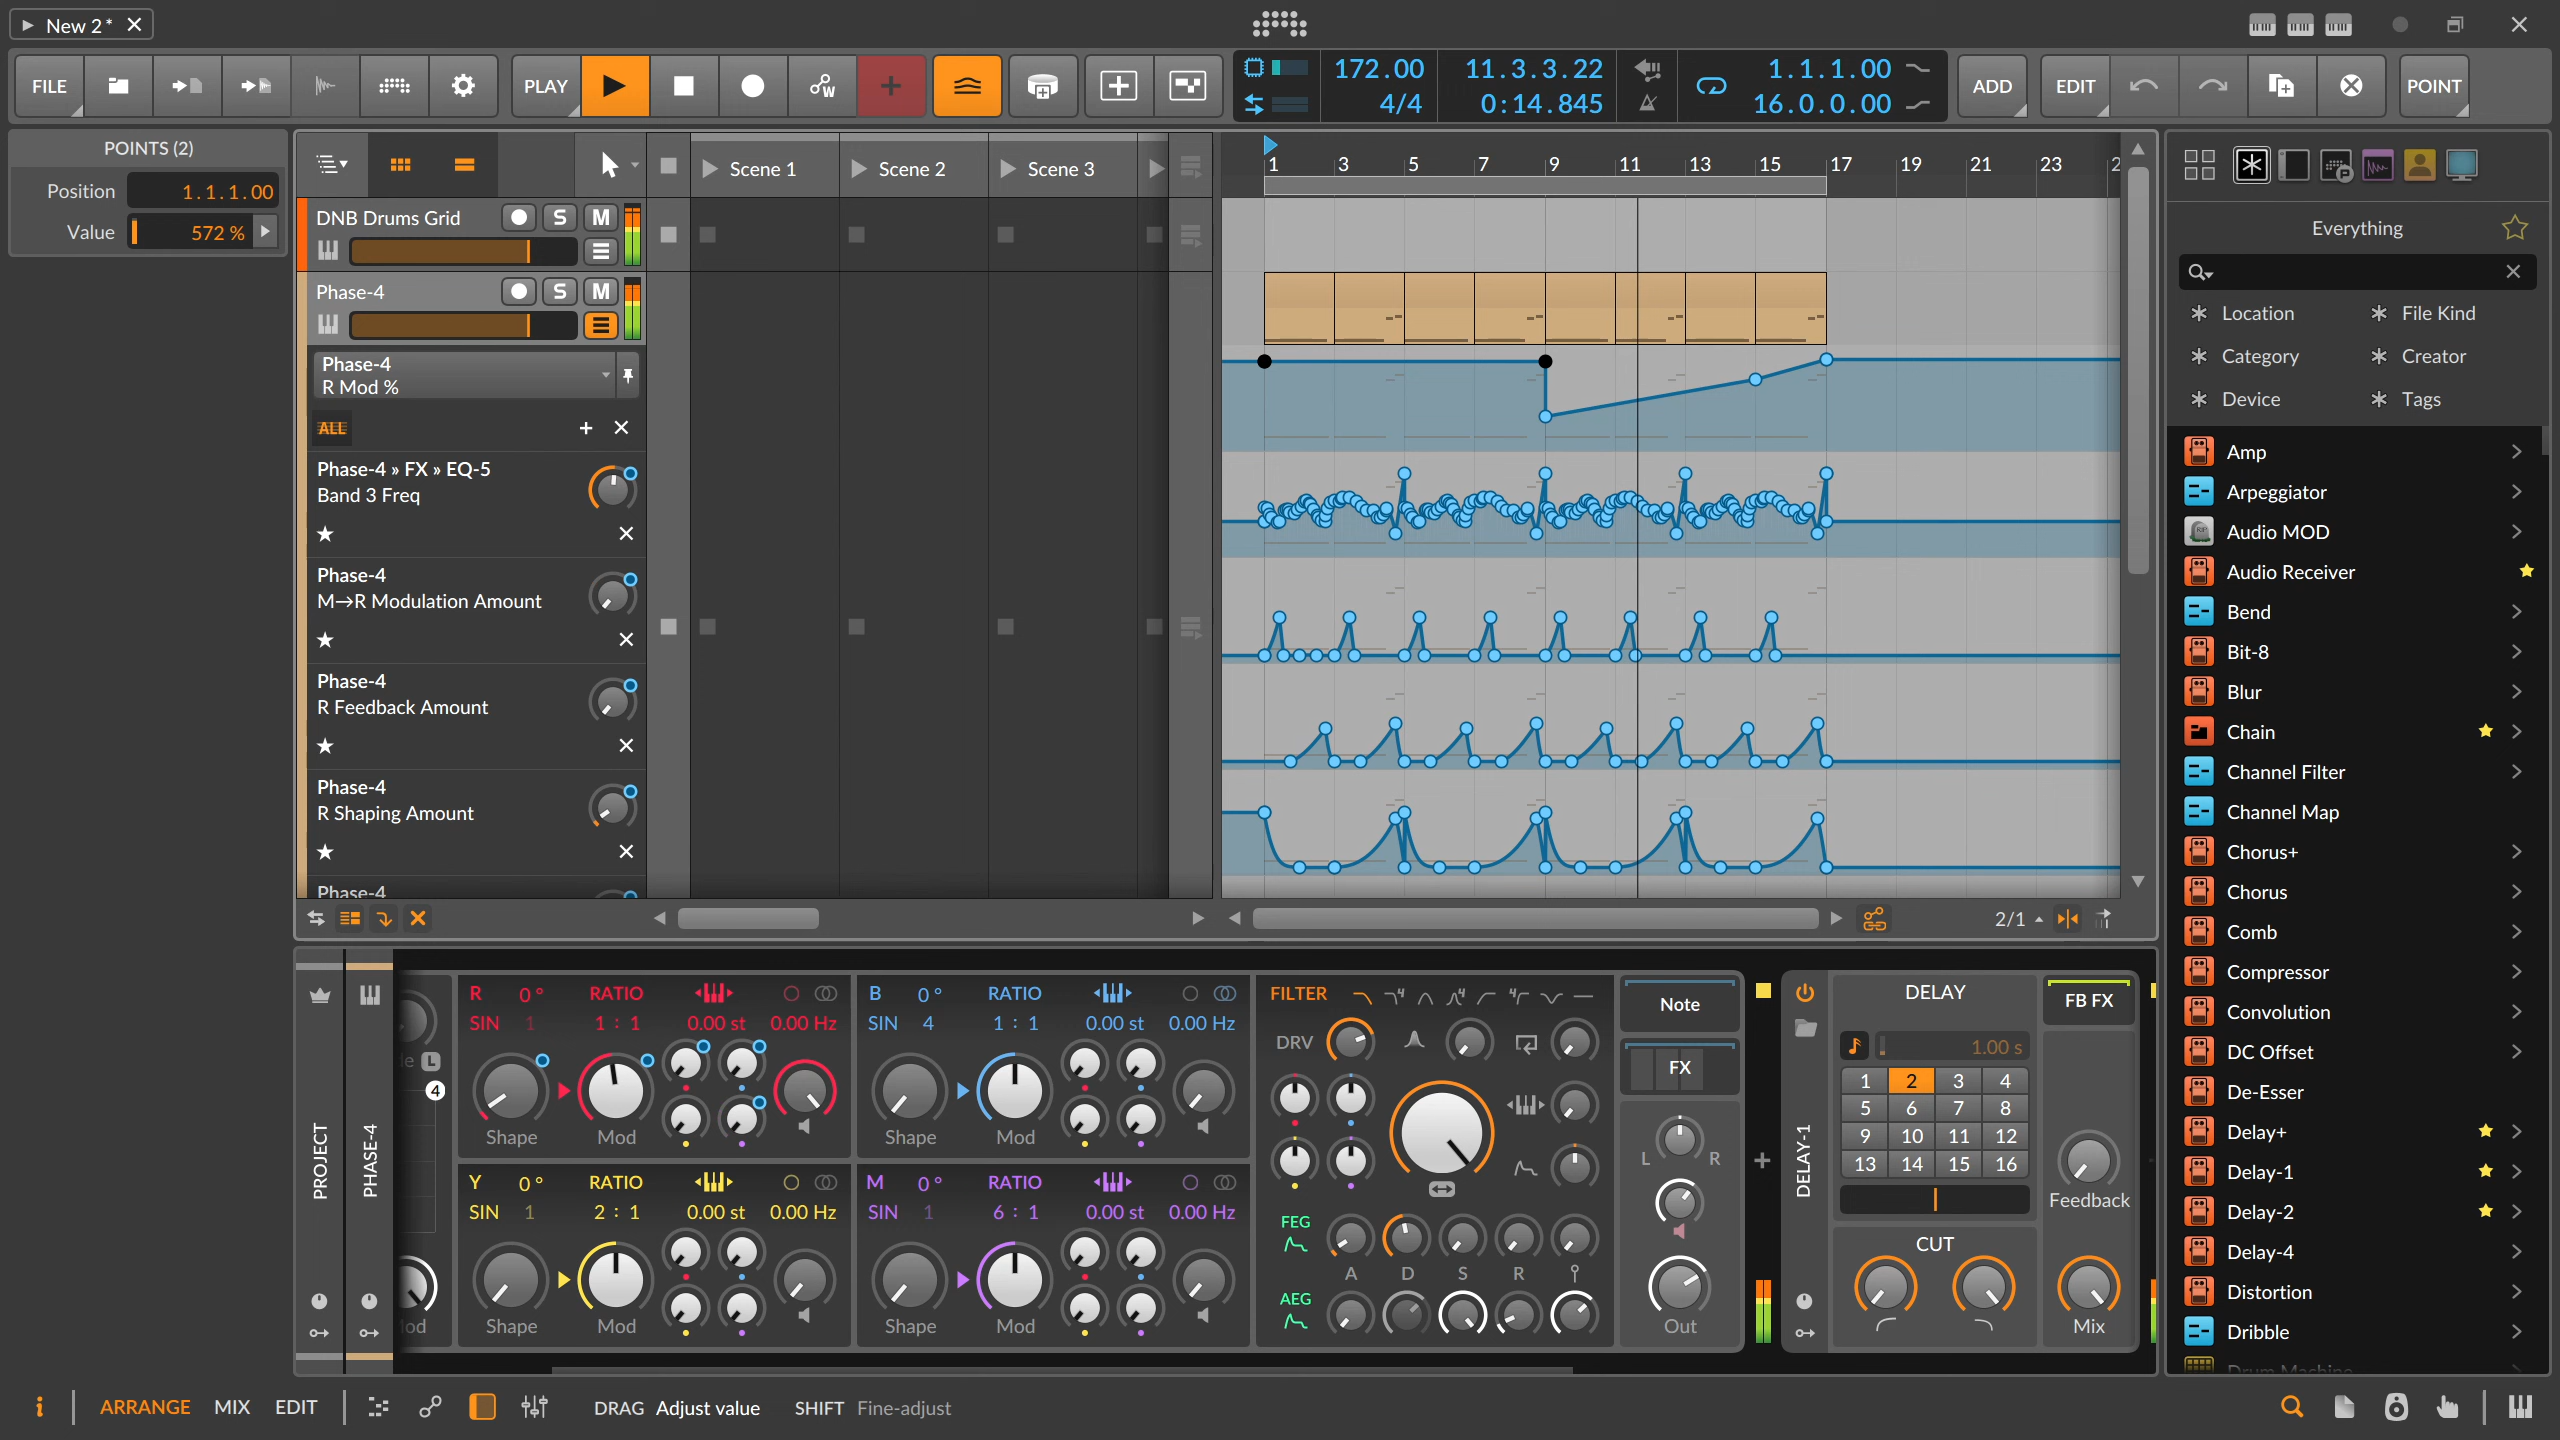 New 2*
FILE PLAY W 172.00 11.3.3.22 1.1.1.00 ADD EDIT POINT
4/4 0:14.845 16.0.0.00
POINTS (2)
Position 1.1.1.00
Value 572 %
Scene 1 Scene 2 Scene 3
1 3 5 7 9 11 13 15 17 19 21 23 2
DNB Drums Grid S M
Phase-4 S M
Phase-4
R Mod %
ALL
Phase-4 » FX » EQ-5
Band 3 Freq
Phase-4
M→R Modulation Amount
Phase-4
R Feedback Amount
Phase-4
R Shaping Amount
Phase-4
2/1
Everything
Location File Kind
Category Creator
Device Tags
Amp
Arpeggiator
Audio MOD
Audio Receiver
Bend
Bit-8
Blur
Chain
Channel Filter
Channel Map
Chorus+
Chorus
Comb
Compressor
Convolution
DC Offset
De-Esser
Delay+
Delay-1
Delay-2
Delay-4
Distortion
Dribble
Drum Machine
PROJECT
PHASE-4
L
4
R 0° RATIO
SIN 1 1 : 1 0.00 st 0.00 Hz
Shape Mod
B 0° RATIO
SIN 4 1 : 1 0.00 st 0.00 Hz
Shape Mod
Y 0° RATIO
SIN 1 2 : 1 0.00 st 0.00 Hz
Shape Mod
M 0° RATIO
SIN 1 6 : 1 0.00 st 0.00 Hz
Shape Mod
FILTER
DRV
FEG
A D S R
AEG
Note
FX
L R
Out
DELAY-1
DELAY
1.00 s
1 2 3 4
5 6 7 8
9 10 11 12
13 14 15 16
CUT
FB FX
Feedback
Mix
i ARRANGE MIX EDIT DRAG Adjust value SHIFT Fine-adjust